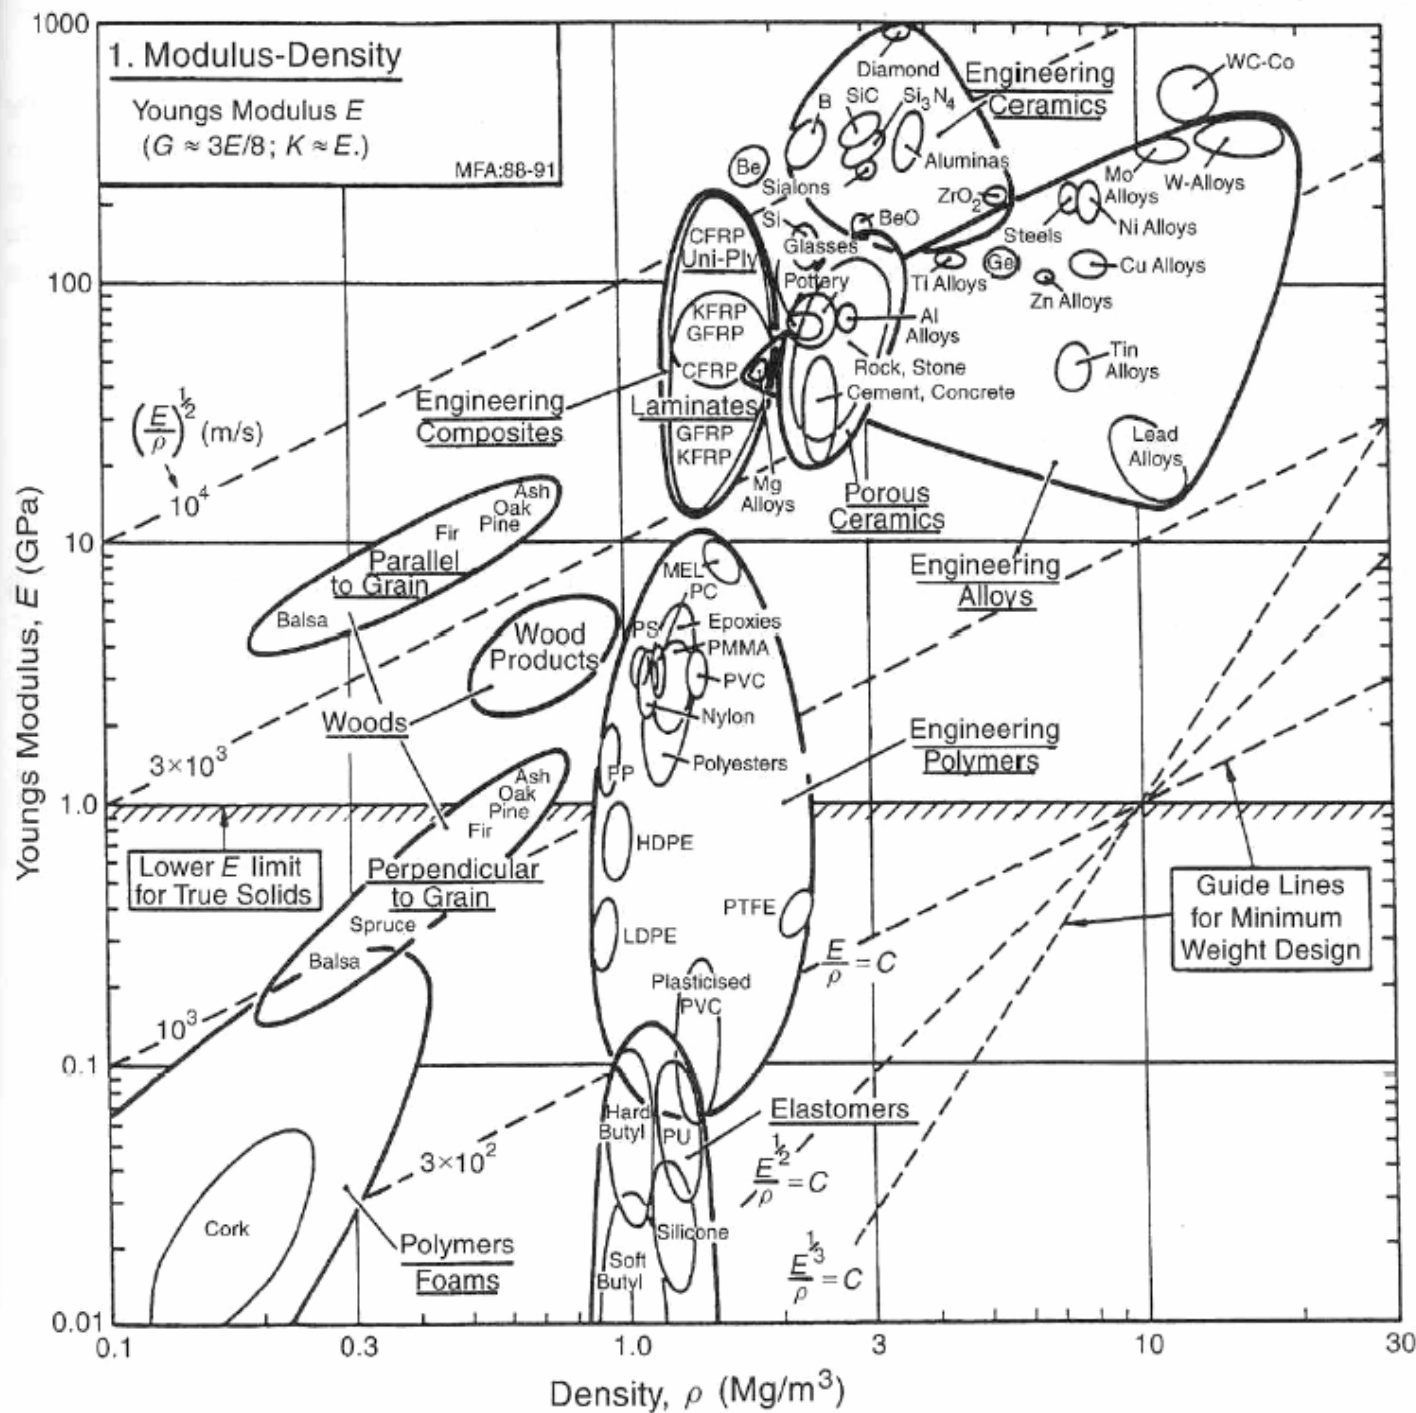 1000
1. Modulus-Density
Youngs Modulus E
(G ≈ 3E/8; K ≈ E.)
MFA:88-91
Diamond
Engineering
Ceramics
WC-Co
B
SiC
Si3N4
Be
Sialons
Aluminas
ZrO2
Mo
Alloys
W-Alloys
Si
BeO
Steels
Ni Alloys
CFRP
Uni-Ply
Glasses
Ti Alloys
Ge
Cu Alloys
Pottery
Zn Alloys
100
KFRP
GFRP
Al
Alloys
CFRP
Rock, Stone
Cement, Concrete
Tin
Alloys
Engineering
Composites
Laminates
GFRP
KFRP
Lead
Alloys
(E/ρ)^1/2 (m/s)
10^4
Mg
Alloys
Porous
Ceramics
Ash
Oak
Pine
Fir
Parallel
to Grain
Balsa
10
MEL
PC
Engineering
Alloys
Wood
Products
PS
Epoxies
PMMA
PVC
Nylon
Polyesters
Woods
Engineering
Polymers
3×10^3
PP
Ash
Oak
Pine
Fir
1.0
Lower E limit
for True Solids
Perpendicular
to Grain
HDPE
PTFE
Guide Lines
for Minimum
Weight Design
Spruce
Balsa
LDPE
E/ρ = C
Plasticised
PVC
10^3
0.1
Hard
Butyl
PU
Elastomers
3×10^2
E^1/2/ρ = C
Cork
Silicone
Polymers
Foams
Soft
Butyl
E^1/3/ρ = C
0.01
0.1
0.3
1.0
3
10
30
Youngs Modulus, E (GPa)
Density, ρ (Mg/m^3)